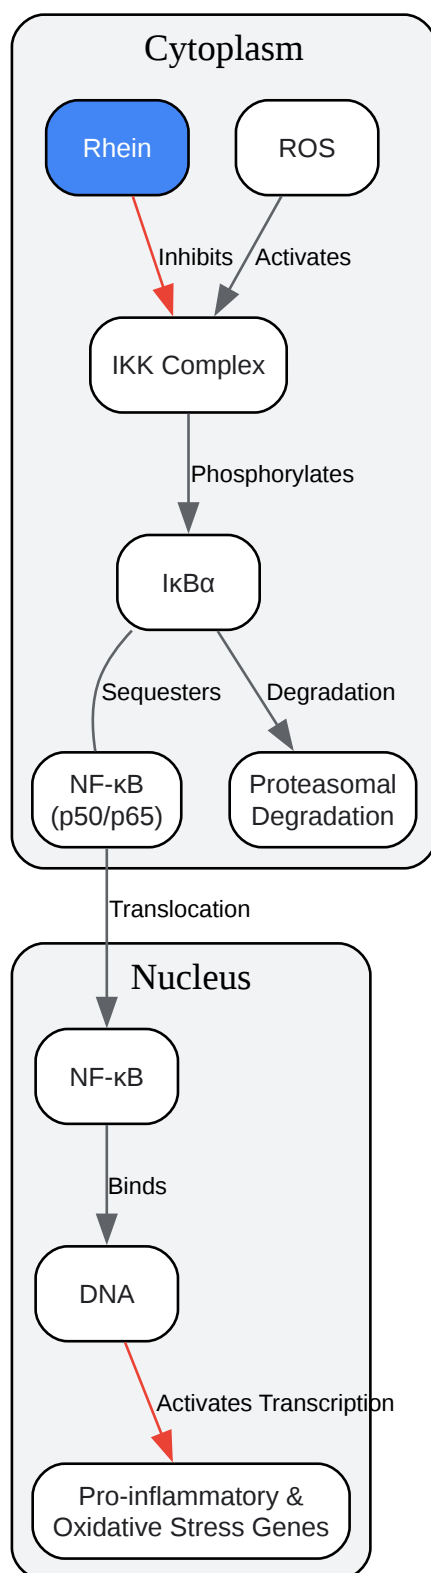 Cytoplasm
Rhein
ROS
Inhibits
Activates
IKK Complex
Phosphorylates
IκBα
Sequesters
Degradation
NF-κB
(p50/p65)
Proteasomal
Degradation
Translocation
Nucleus
NF-κB
Binds
DNA
Activates Transcription
Pro-inflammatory &
Oxidative Stress Genes